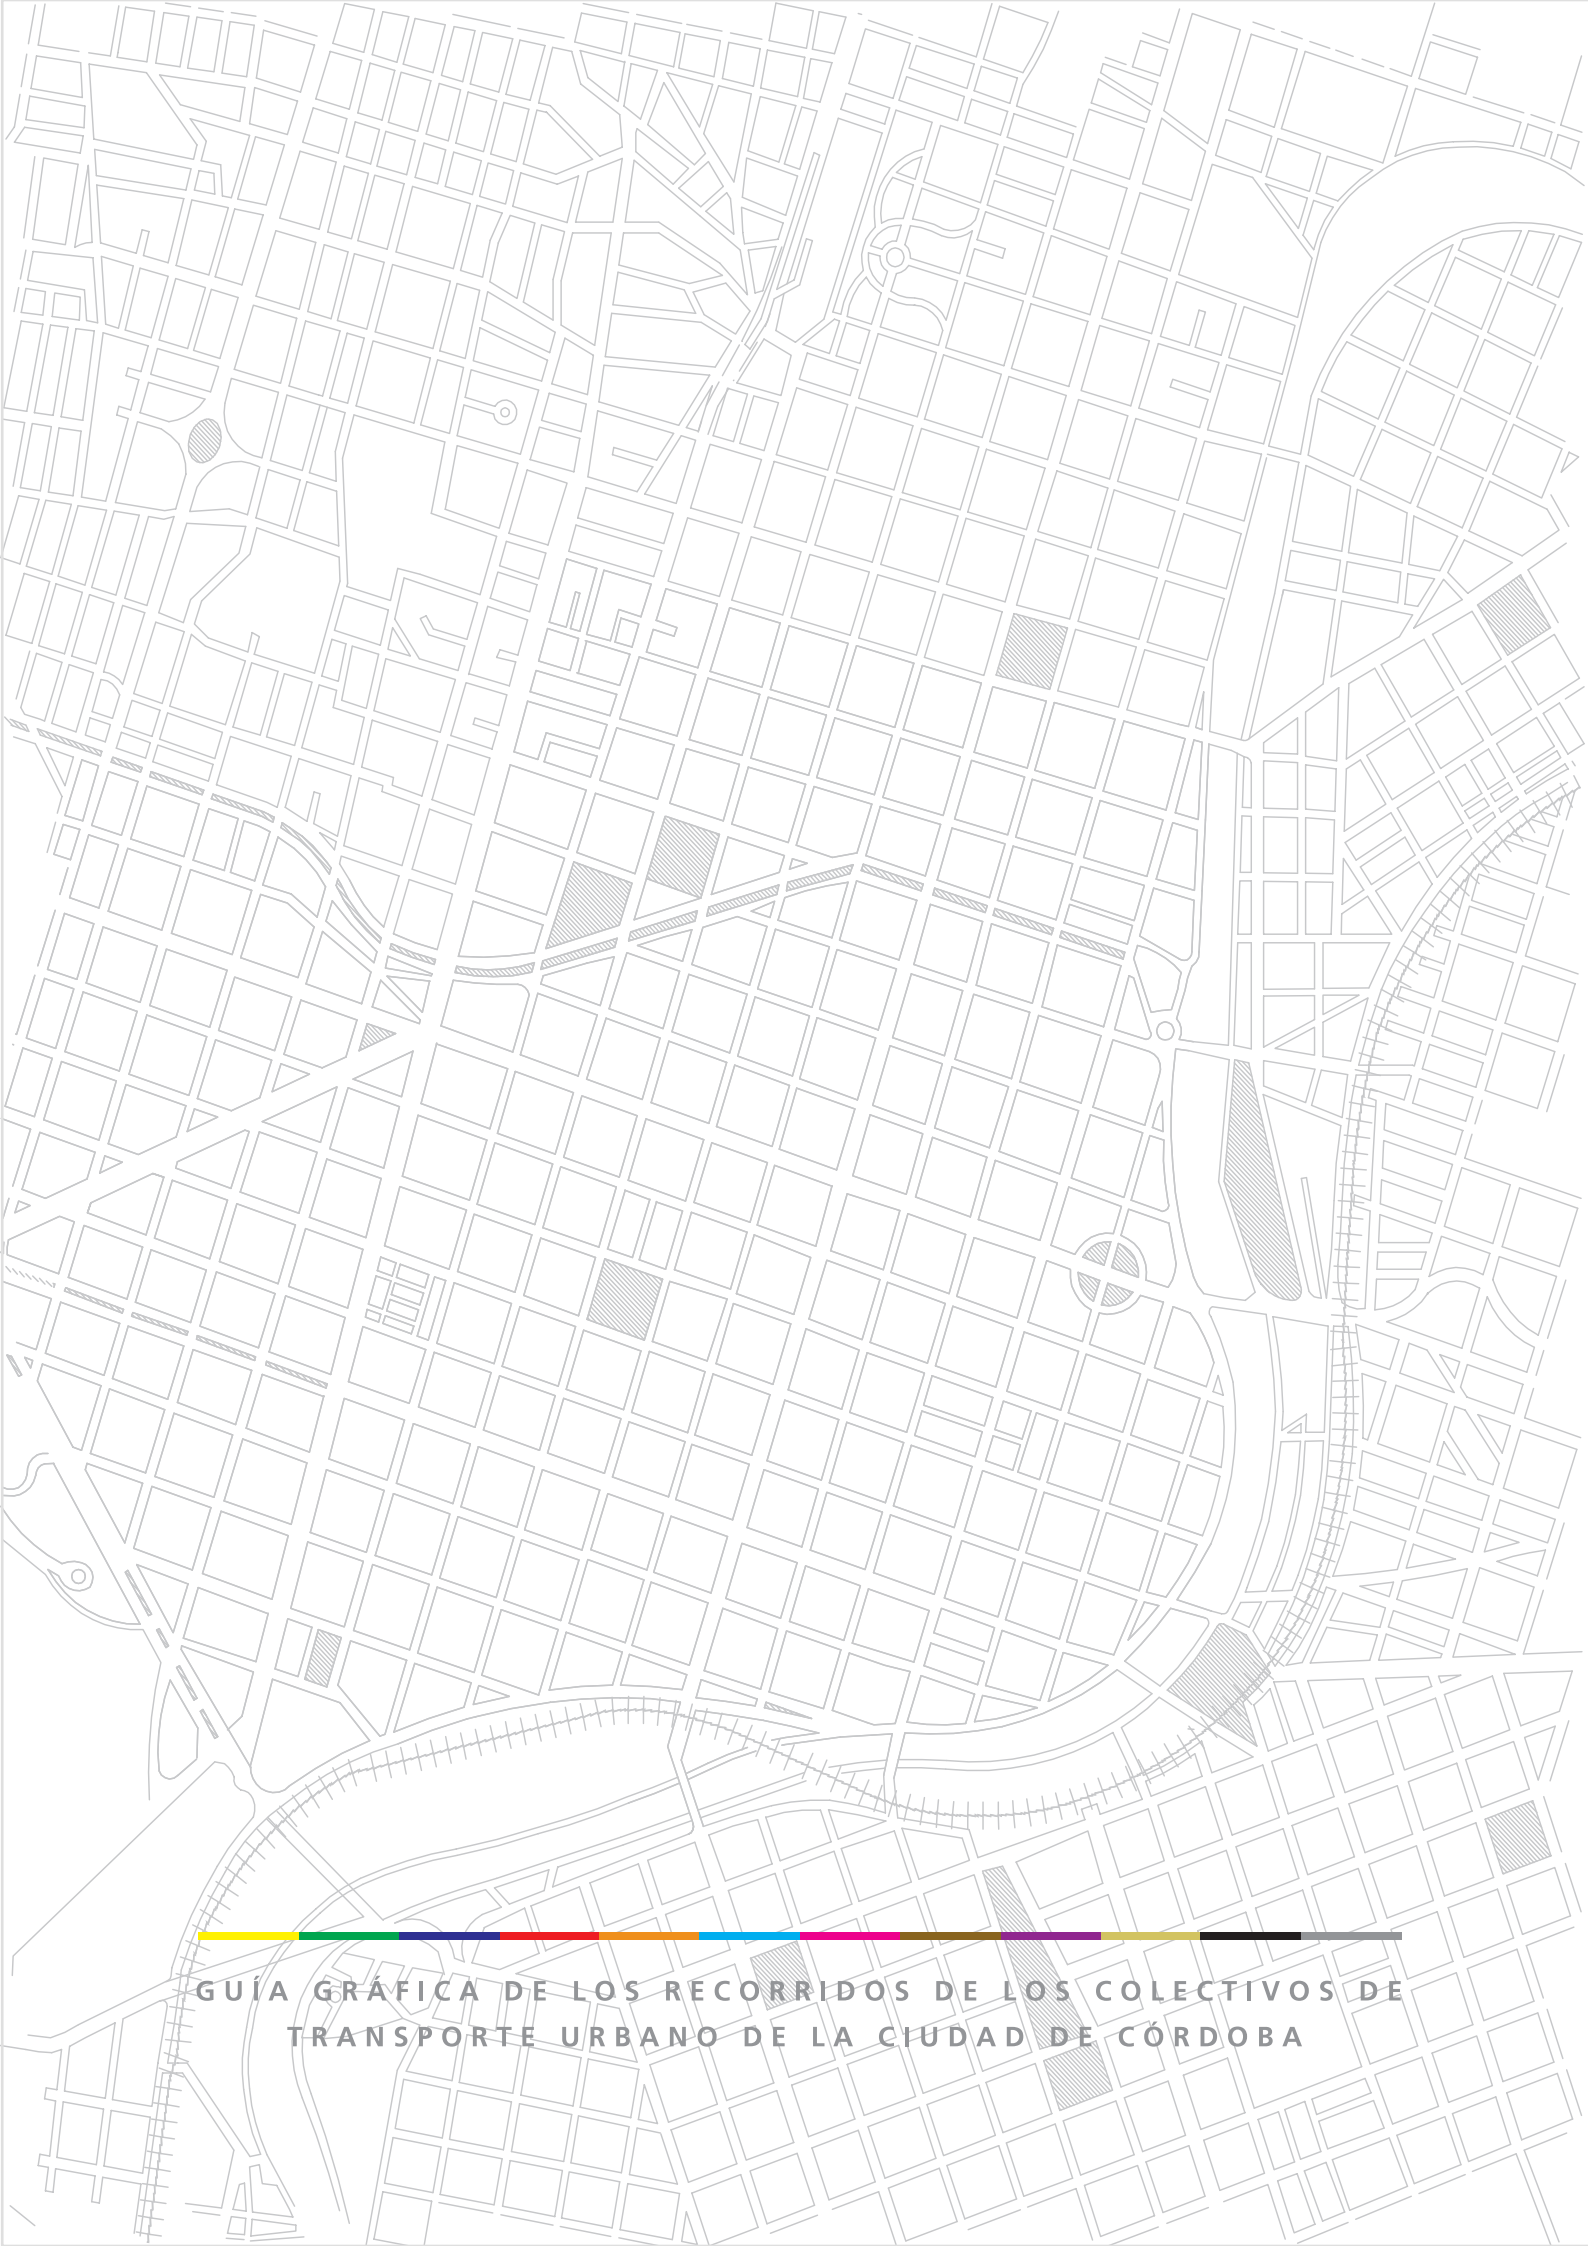 GUÍA GRÁFICA DE LOS RECORRIDOS DE LOS COLECTIVOS DE
TRANSPORTE URBANO DE LA CIUDAD DE CÓRDOBA